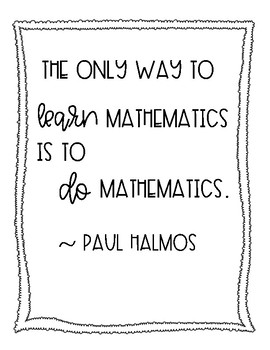 THE ONLY WAY TO
learn MATHEMATICS
IS TO
do MATHEMATICS.
~ PAUL HALMOS